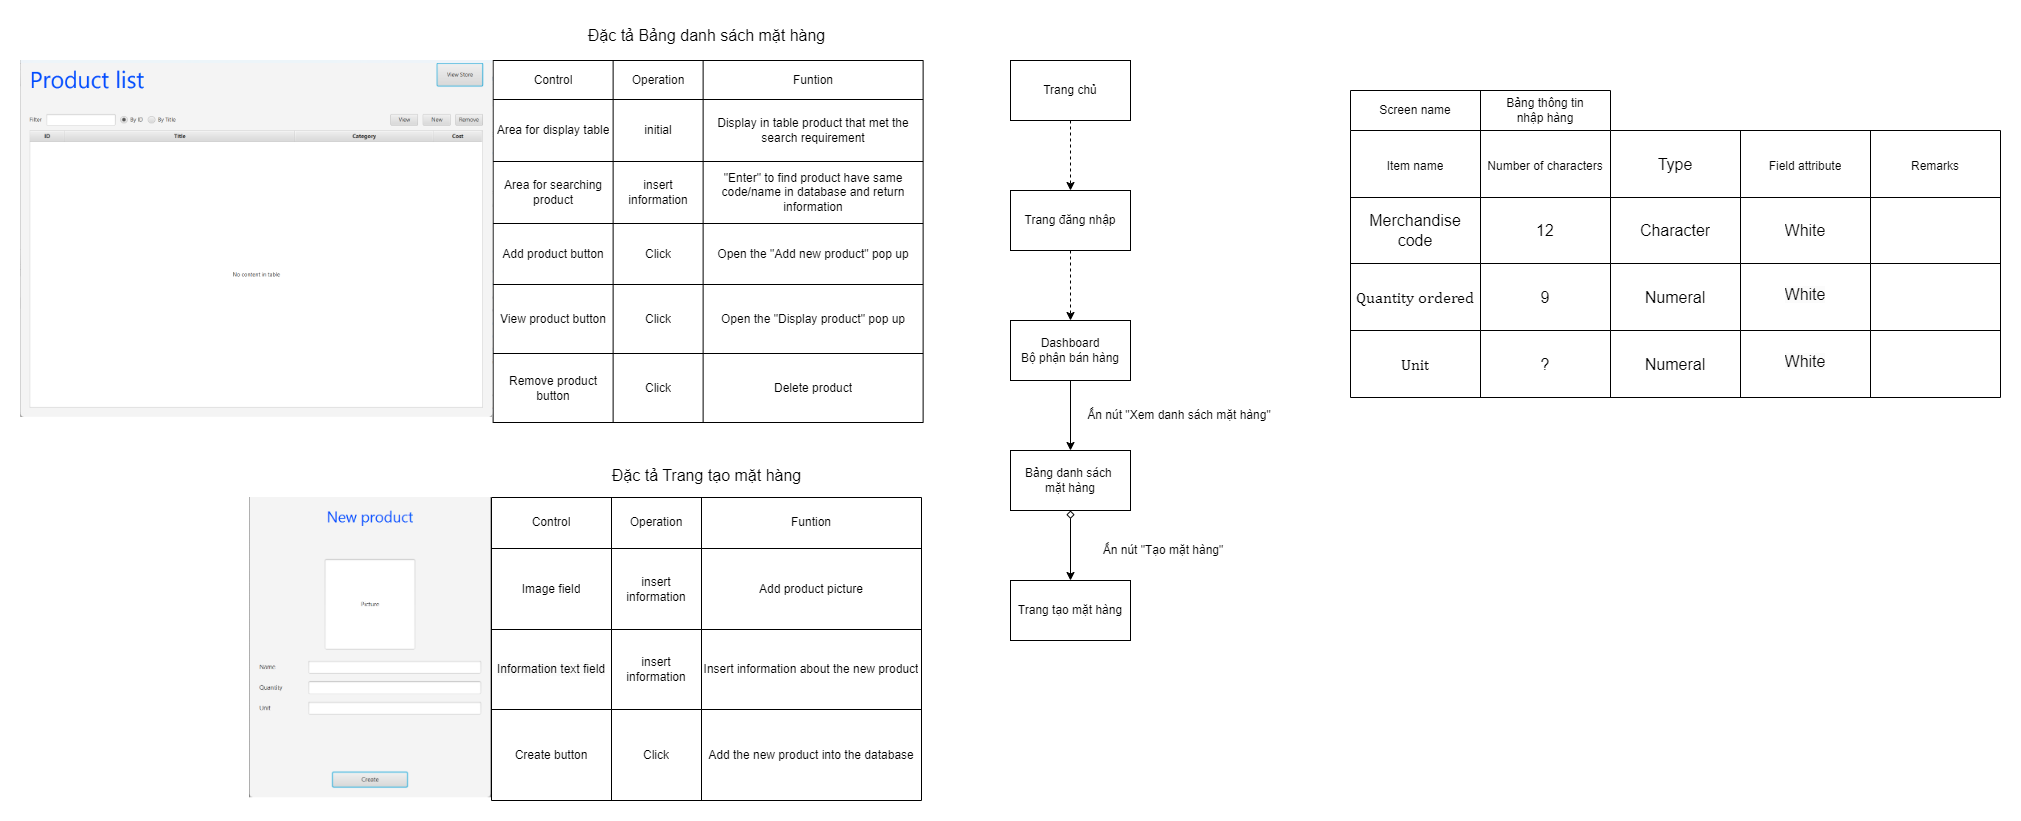 Đặc tả Bảng danh sách mặt hàng
Product list
View Store
Filter
By ID
By Title
View
New
Remove
ID
Title
Category
Cost
No content in table
Control
Operation
Funtion
Area for display table
initial
Display in table product that met the
search requirement
Area for searching
product
insert
information
"Enter" to find product have same
code/name in database and return
information
Add product button
Click
Open the "Add new product" pop up
View product button
Click
Open the "Display product" pop up
Remove product
button
Click
Delete product
Đặc tả Trang tạo mặt hàng
New product
Picture
Name
Quantity
Unit
Create
Control
Operation
Funtion
Image field
insert
information
Add product picture
Information text field
insert
information
Insert information about the new product
Create button
Click
Add the new product into the database
Trang chủ
Trang đăng nhập
Dashboard
Bộ phận bán hàng
Ấn nút "Xem danh sách mặt hàng"
Bảng danh sách
mặt hàng
Ấn nút "Tạo mặt hàng"
Trang tạo mặt hàng
Screen name
Bảng thông tin
nhập hàng
Item name
Number of characters
Type
Field attribute
Remarks
Merchandise
code
12
Character
White
Quantity ordered
9
Numeral
White
Unit
?
Numeral
White